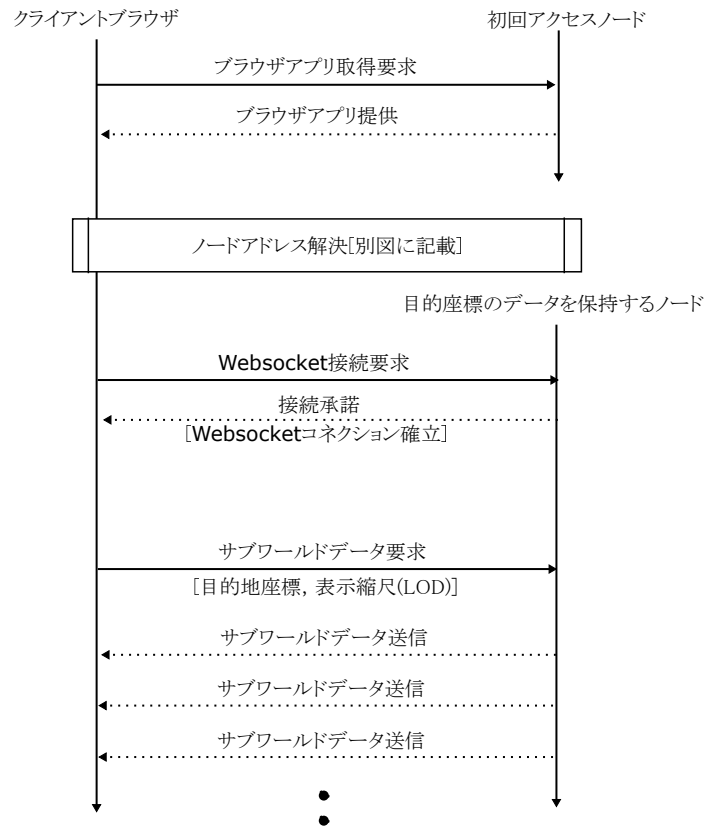 クライアントブラウザ
初回アクセスノード
ブラウザアプリ取得要求
ブラウザアプリ提供
ノードアドレス解決[別図に記載]
目的座標のデータを保持するノード
Websocket接続要求
接続承諾
[Websocketコネクション確立]
サブワールドデータ要求
[目的地座標, 表示縮尺(LOD)]
サブワールドデータ送信
サブワールドデータ送信
サブワールドデータ送信